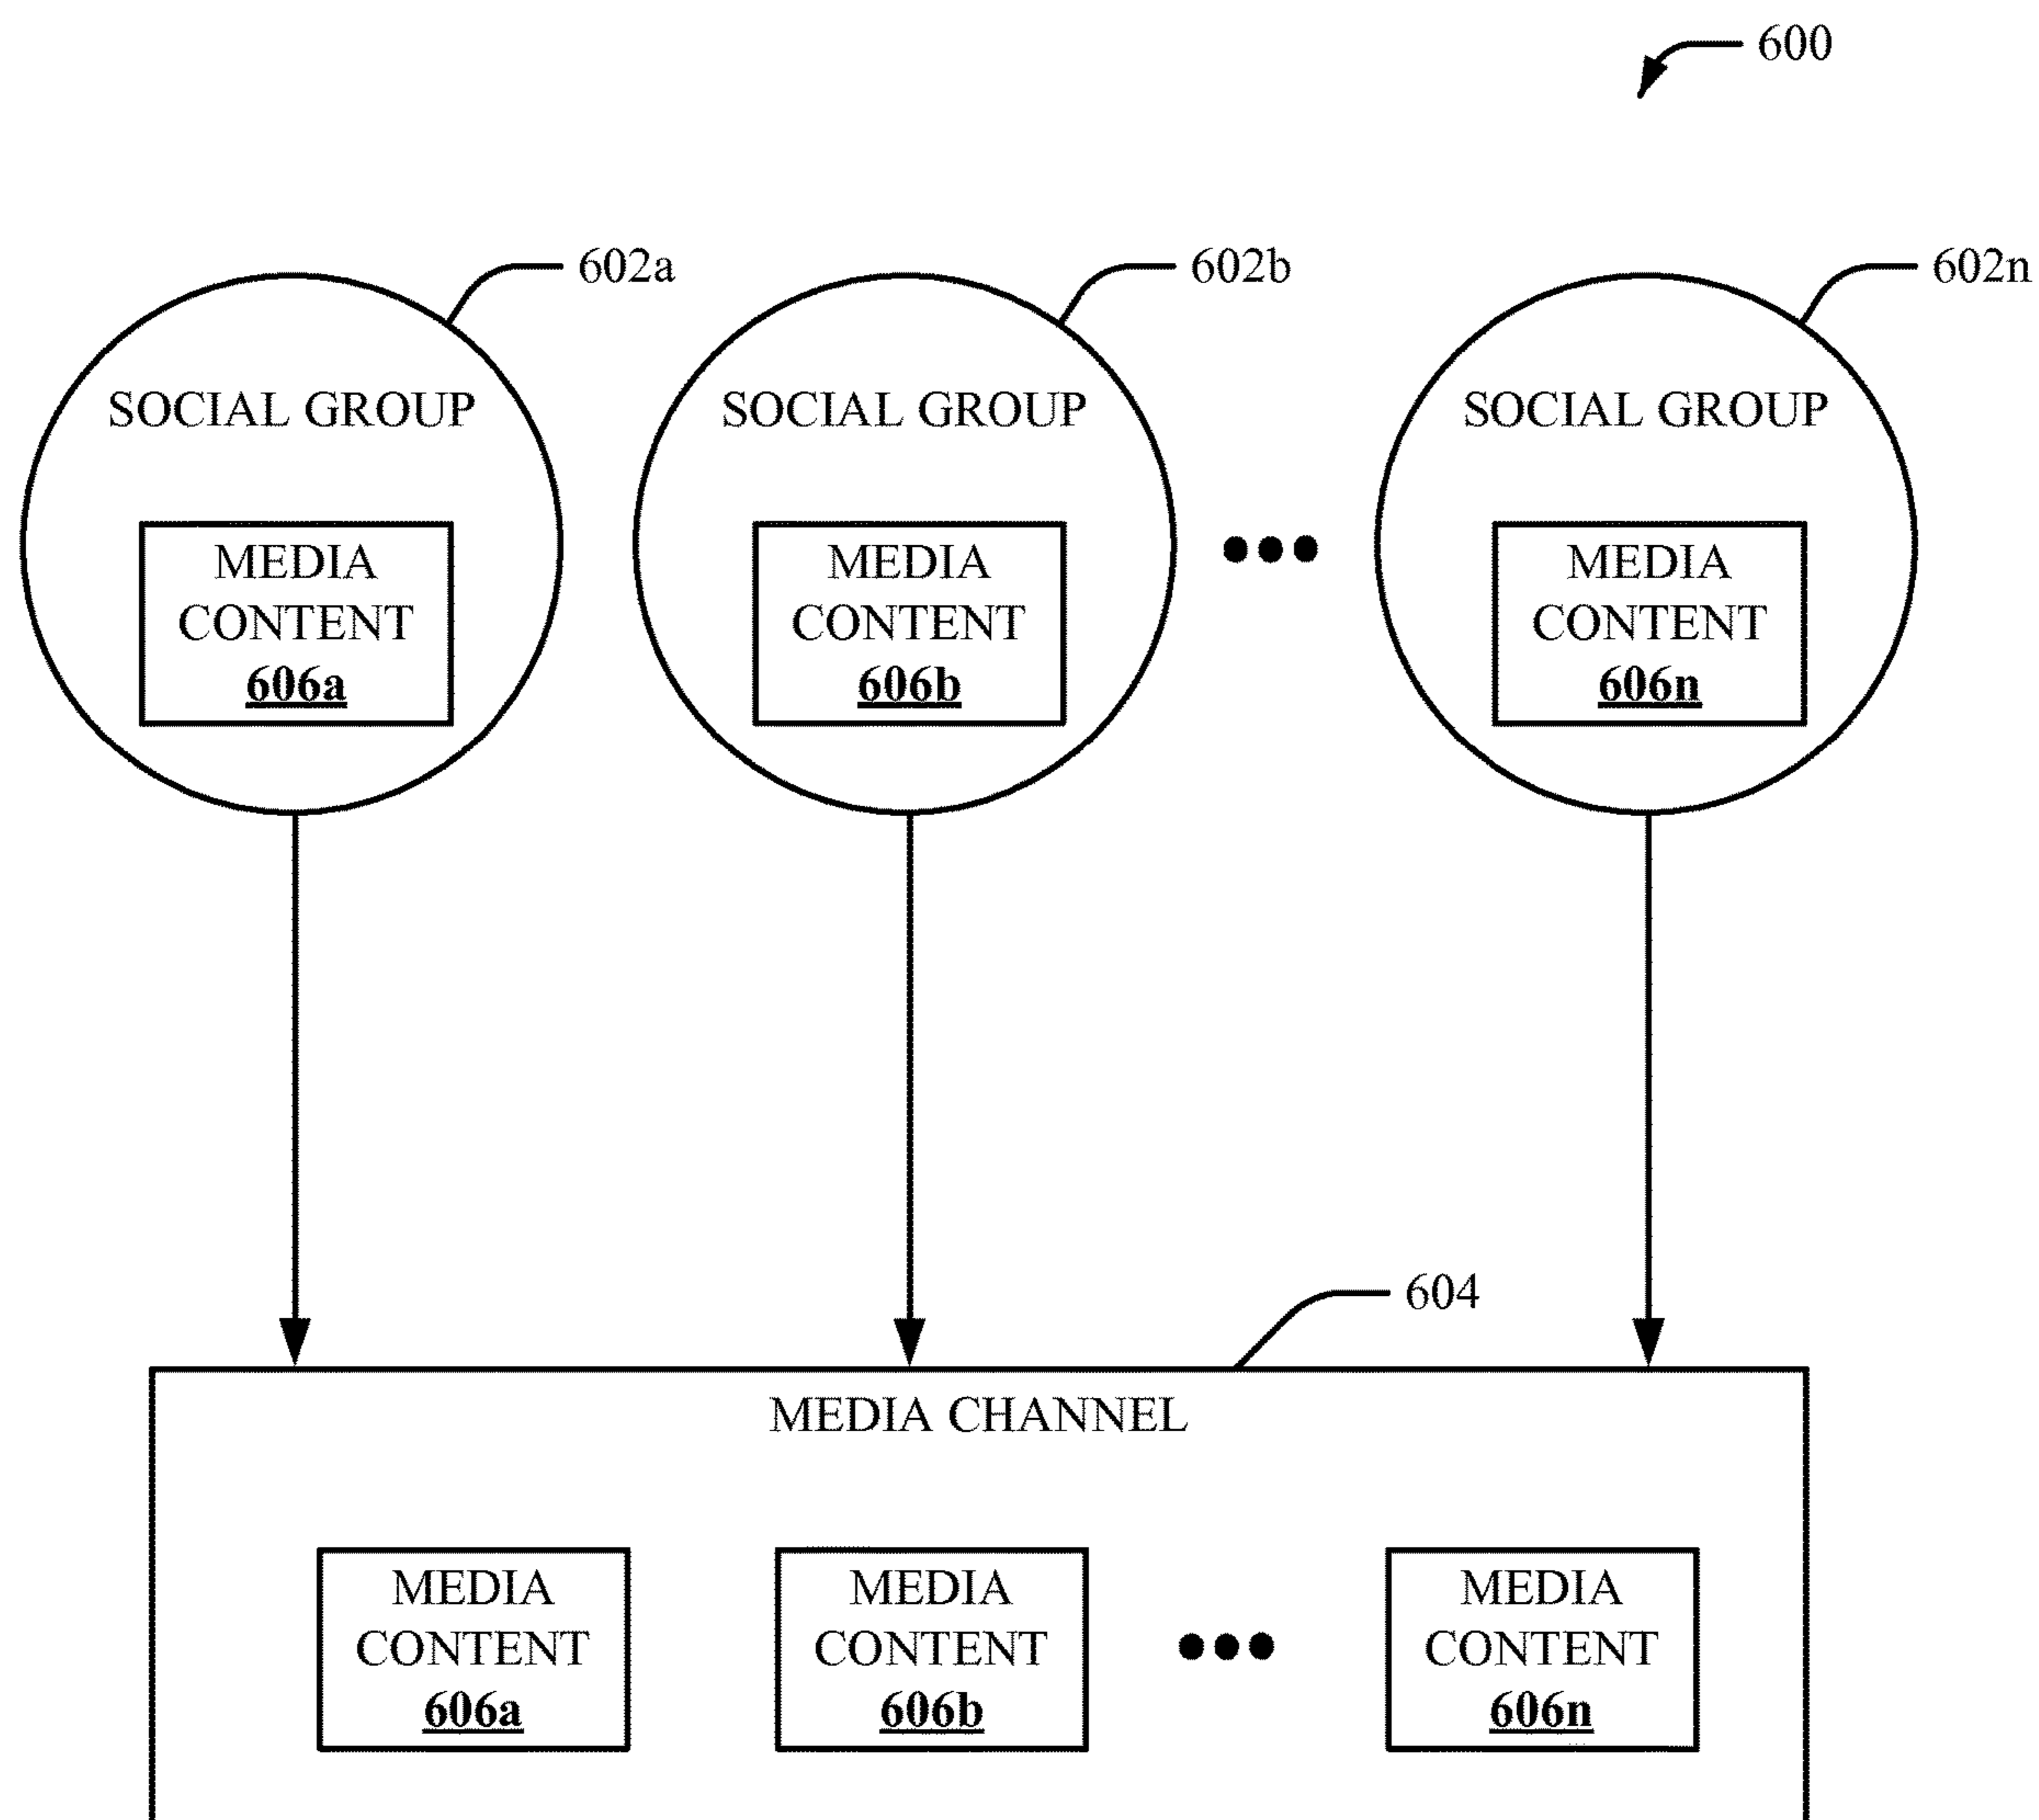 600
602a
602b
602n
SOCIAL GROUP
SOCIAL GROUP
SOCIAL GROUP
MEDIA
CONTENT
606a
MEDIA
CONTENT
606b
MEDIA
CONTENT
606n
604
MEDIA CHANNEL
MEDIA
CONTENT
606a
MEDIA
CONTENT
606b
MEDIA
CONTENT
606n